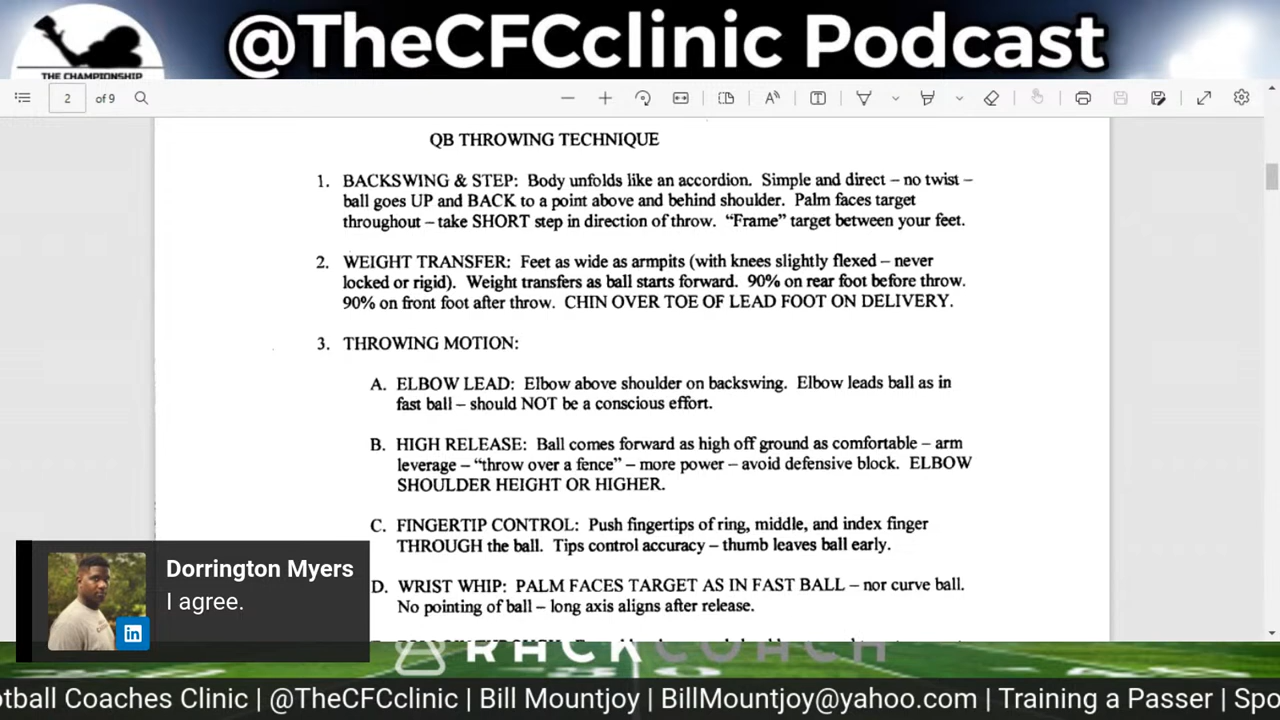 @TheCFCclinic Podcast
THE CHAMPIONSHIP
2 of 9
QB THROWING TECHNIQUE
1. BACKSWING & STEP: Body unfolds like an accordion. Simple and direct – no twist –
ball goes UP and BACK to a point above and behind shoulder. Palm faces target
throughout – take SHORT step in direction of throw. “Frame” target between your feet.
2. WEIGHT TRANSFER: Feet as wide as armpits (with knees slightly flexed – never
locked or rigid). Weight transfers as ball starts forward. 90% on rear foot before throw.
90% on front foot after throw. CHIN OVER TOE OF LEAD FOOT ON DELIVERY.
3. THROWING MOTION:
A. ELBOW LEAD: Elbow above shoulder on backswing. Elbow leads ball as in
fast ball – should NOT be a conscious effort.
B. HIGH RELEASE: Ball comes forward as high off ground as comfortable – arm
leverage – “throw over a fence” – more power – avoid defensive block. ELBOW
SHOULDER HEIGHT OR HIGHER.
C. FINGERTIP CONTROL: Push fingertips of ring, middle, and index finger
THROUGH the ball. Tips control accuracy – thumb leaves ball early.
D. WRIST WHIP: PALM FACES TARGET AS IN FAST BALL – nor curve ball.
No pointing of ball – long axis aligns after release.
Dorrington Myers
I agree.
in
RACKCOACH
otball Coaches Clinic | @TheCFCclinic | Bill Mountjoy | BillMountjoy@yahoo.com | Training a Passer | Spo